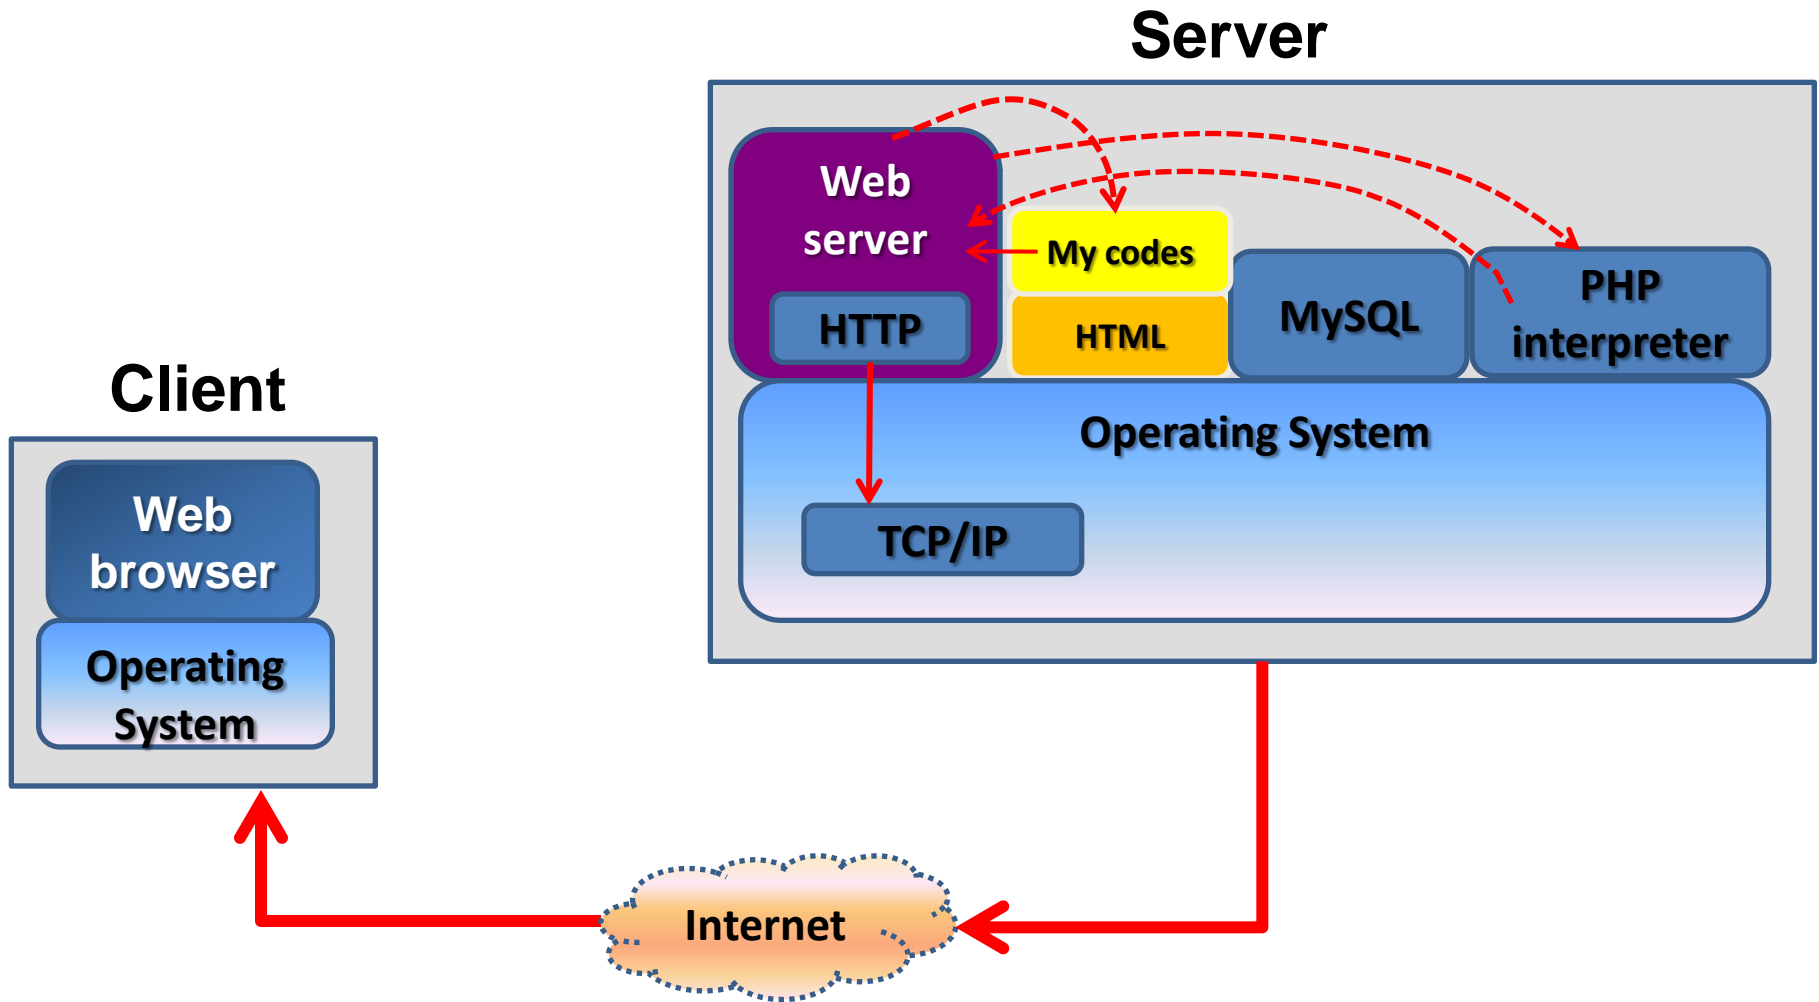 Server
Web
server
My codes
PHP
interpreter
MySQL
HTTP
HTML
Client
Operating System
Web
browser
TCP/IP
Operating
System
Internet